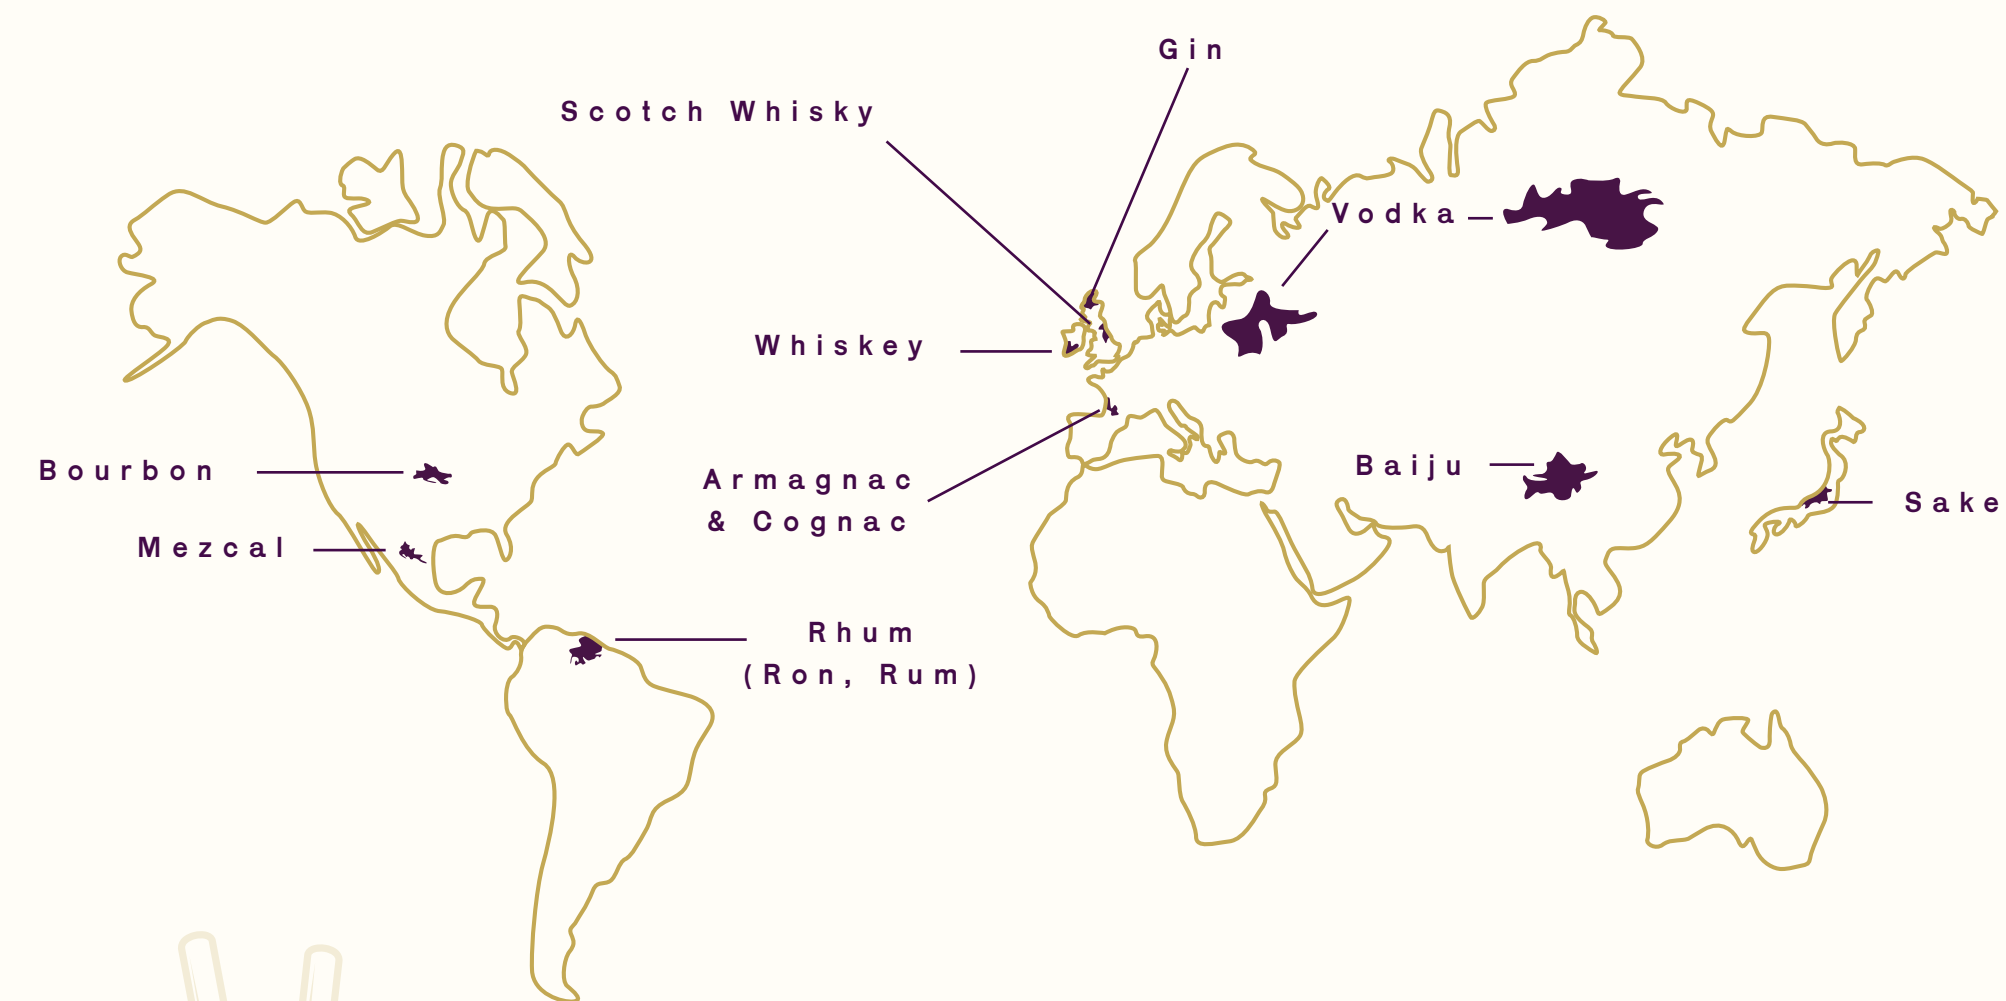 Gin
Scotch Whisky
Vodka
Whiskey
Bourbon
Armagnac
& Cognac
Baiju
Sake
Mezcal
Rhum
(Ron, Rum)